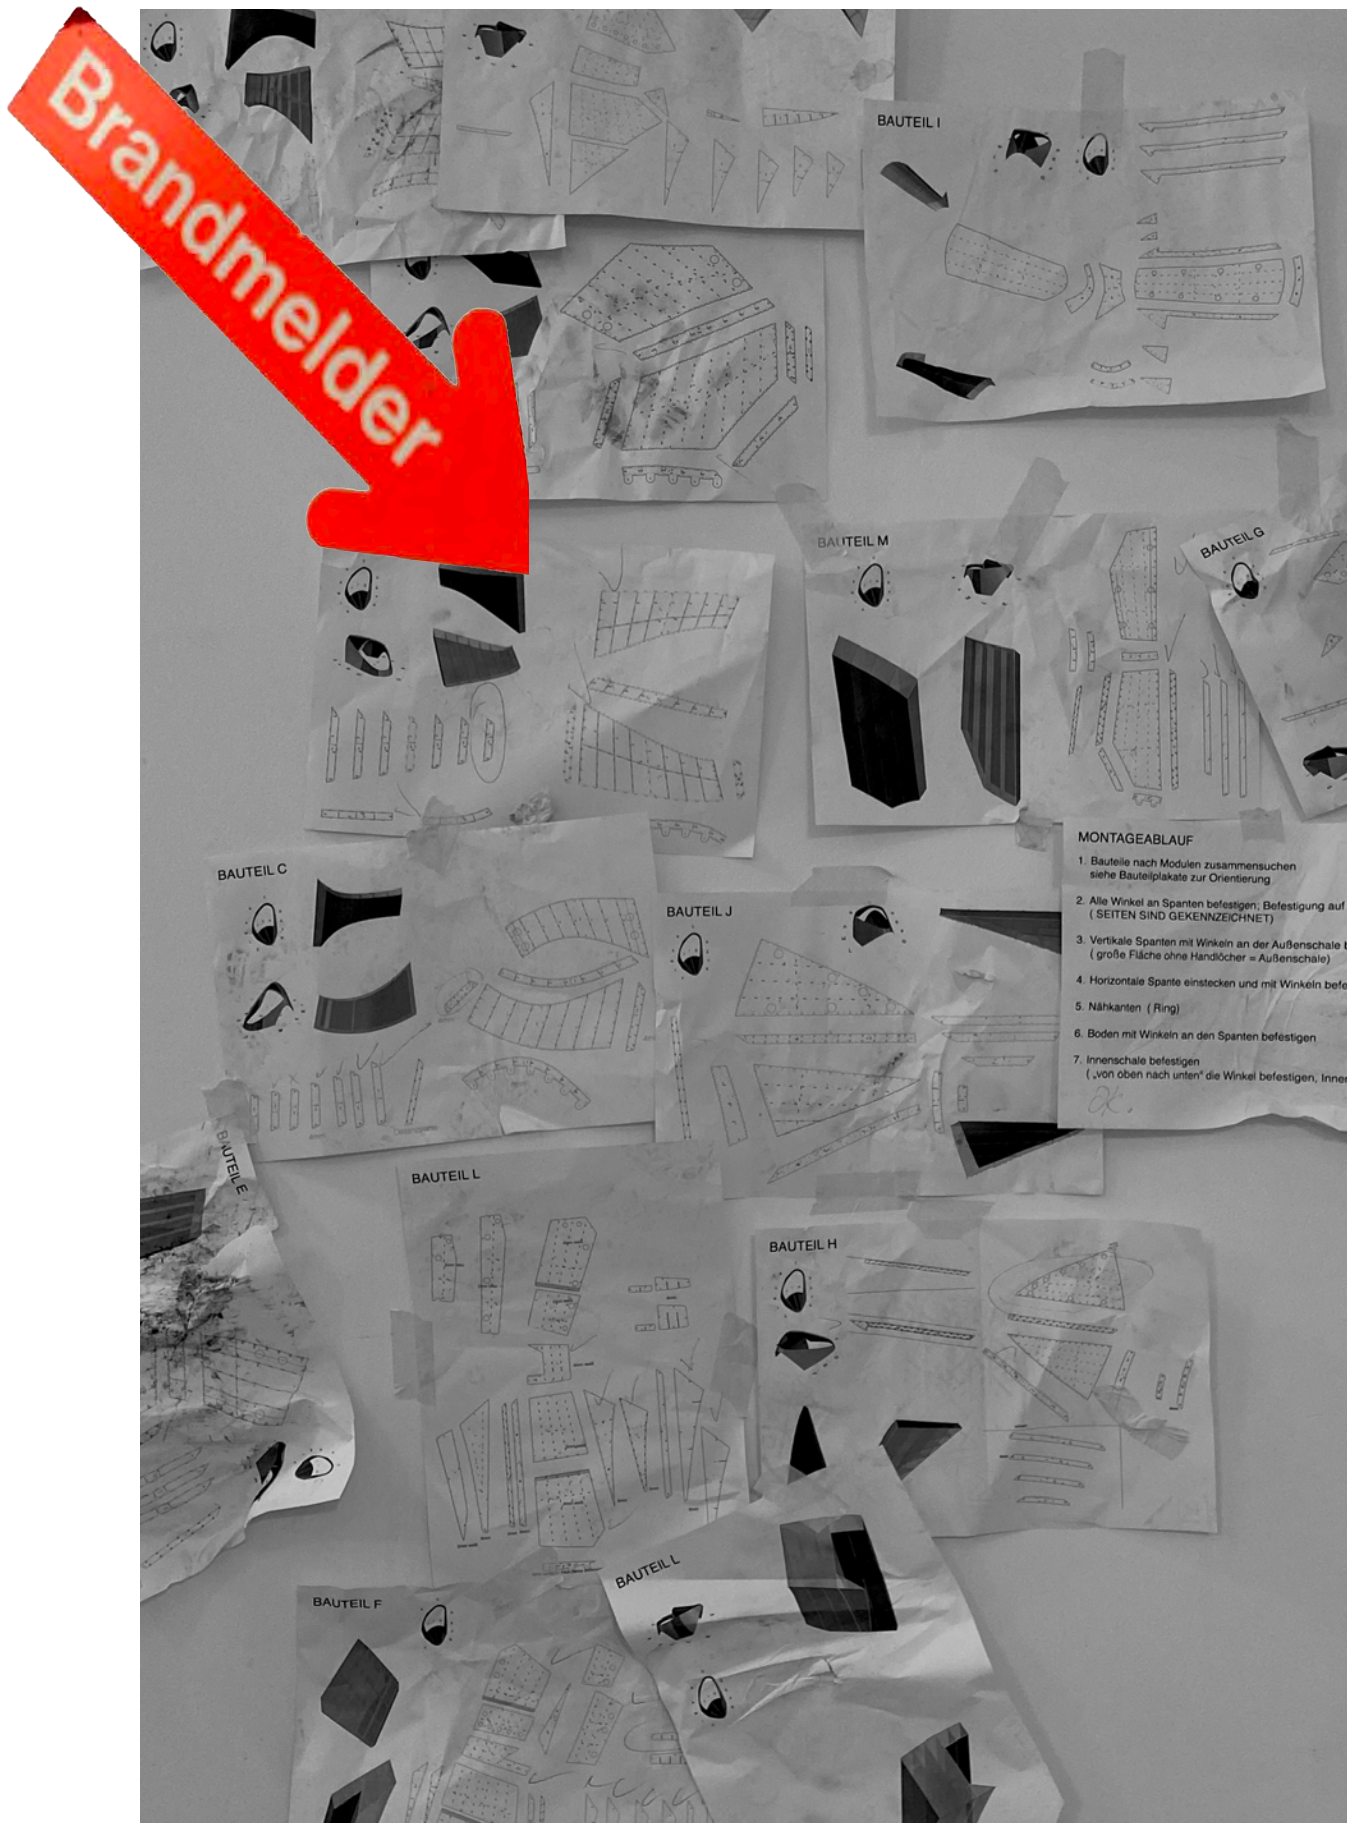 Brandmelder
BAUTEIL I
BAUTEIL M
BAUTEIL G
MONTAGEABLAUF
1. Bauteile nach Modulen zusammensuchen
siehe Bauteilplakate zur Orientierung
2. Alle Winkel an Spanten befestigen; Befestigung auf
( SEITEN SIND GEKENNZEICHNET)
3. Vertikale Spanten mit Winkeln an der Außenschale b
( große Fläche ohne Handlöcher = Außenschale)
4. Horizontale Spante einstecken und mit Winkeln befe
5. Nähkanten ( Ring)
6. Boden mit Winkeln an den Spanten befestigen
7. Innenschale befestigen
( „von oben nach unten“ die Winkel befestigen, Inner
ok.
BAUTEIL C
BAUTEIL J
BAUTEIL E
BAUTEIL L
BAUTEIL H
BAUTEIL L
BAUTEIL F